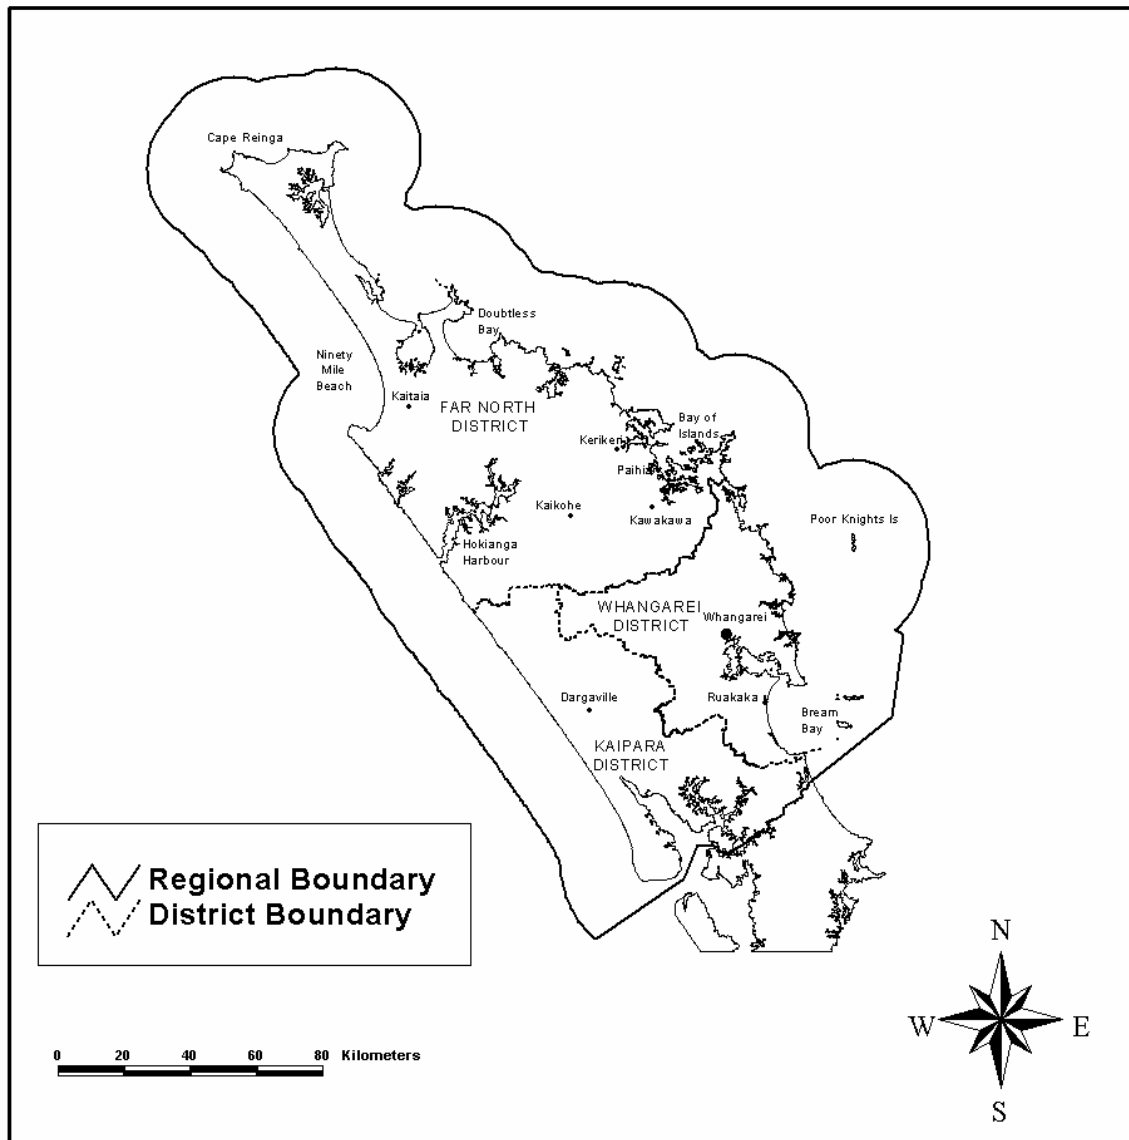 Cape Reinga
Doubtless
Bay
Ninety
Mile
Beach
Kaitaia
FAR NORTH
DISTRICT
Bay of
Islands
Kerikeri
Paihia
Kaikohe
Kawakawa
Poor Knights Is
Hokianga
Harbour
WHANGAREI
DISTRICT
Whangarei
Dargaville
Ruakaka
Bream
Bay
KAIPARA
DISTRICT
Regional Boundary
District Boundary
N
W E
S
0 20 40 60 80 Kilometers